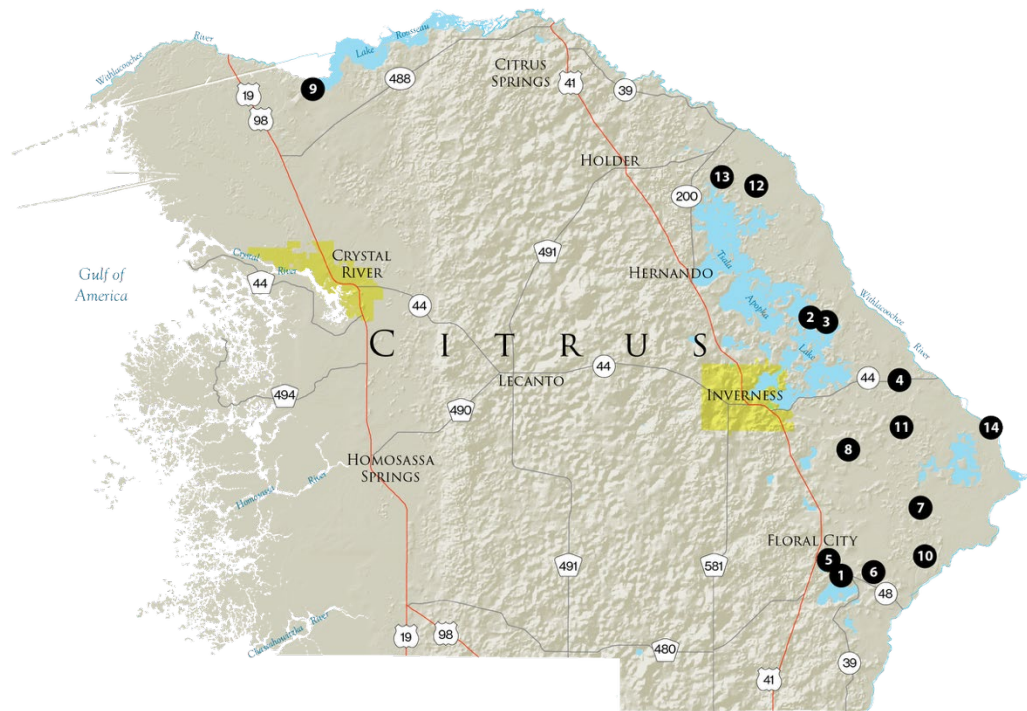 Withlacoochee
River
Lake
Rousseau
9
488
19
98
CITRUS
SPRINGS
41
39
HOLDER
13
12
200
Gulf of
America
Crystal
River
CRYSTAL
RIVER
44
491
HERNANDO
Tsala
Apopka
Lake
2
3
Withlacoochee
River
44
CITRUS
LECANTO
44
44
4
INVERNESS
494
490
11
14
8
HOMOSASSA
SPRINGS
Homosassa
River
7
FLORAL CITY
5
1
6
10
48
491
581
Chassahowitzka River
19
98
480
39
41